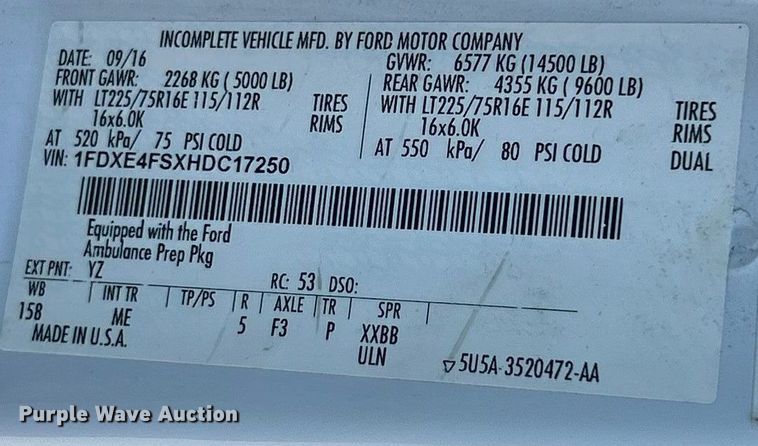 INCOMPLETE VEHICLE MFD. BY FORD MOTOR COMPANY
DATE: 09/16 GVWR: 6577 KG (14500 LB)
FRONT GAWR: 2268 KG (5000 LB) REAR GAWR: 4355 KG (9600 LB)
WITH LT225/75R16E 115/112R TIRES WITH LT225/75R16E 115/112R TIRES
16x6.0K RIMS 16x6.0K RIMS
AT 520 kPa/ 75 PSI COLD AT 550 kPa/ 80 PSI COLD DUAL
VIN: 1FDXE4FSXHDC17250
Equipped with the Ford
Ambulance Prep Pkg
EXT PNT: YZ RC: 53 DSO:
WB INT TR TP/PS R AXLE TR SPR
158 ME 5 F3 P XXBB
MADE IN U.S.A. ULN 5U5A-3520472-AA
Purple Wave Auction